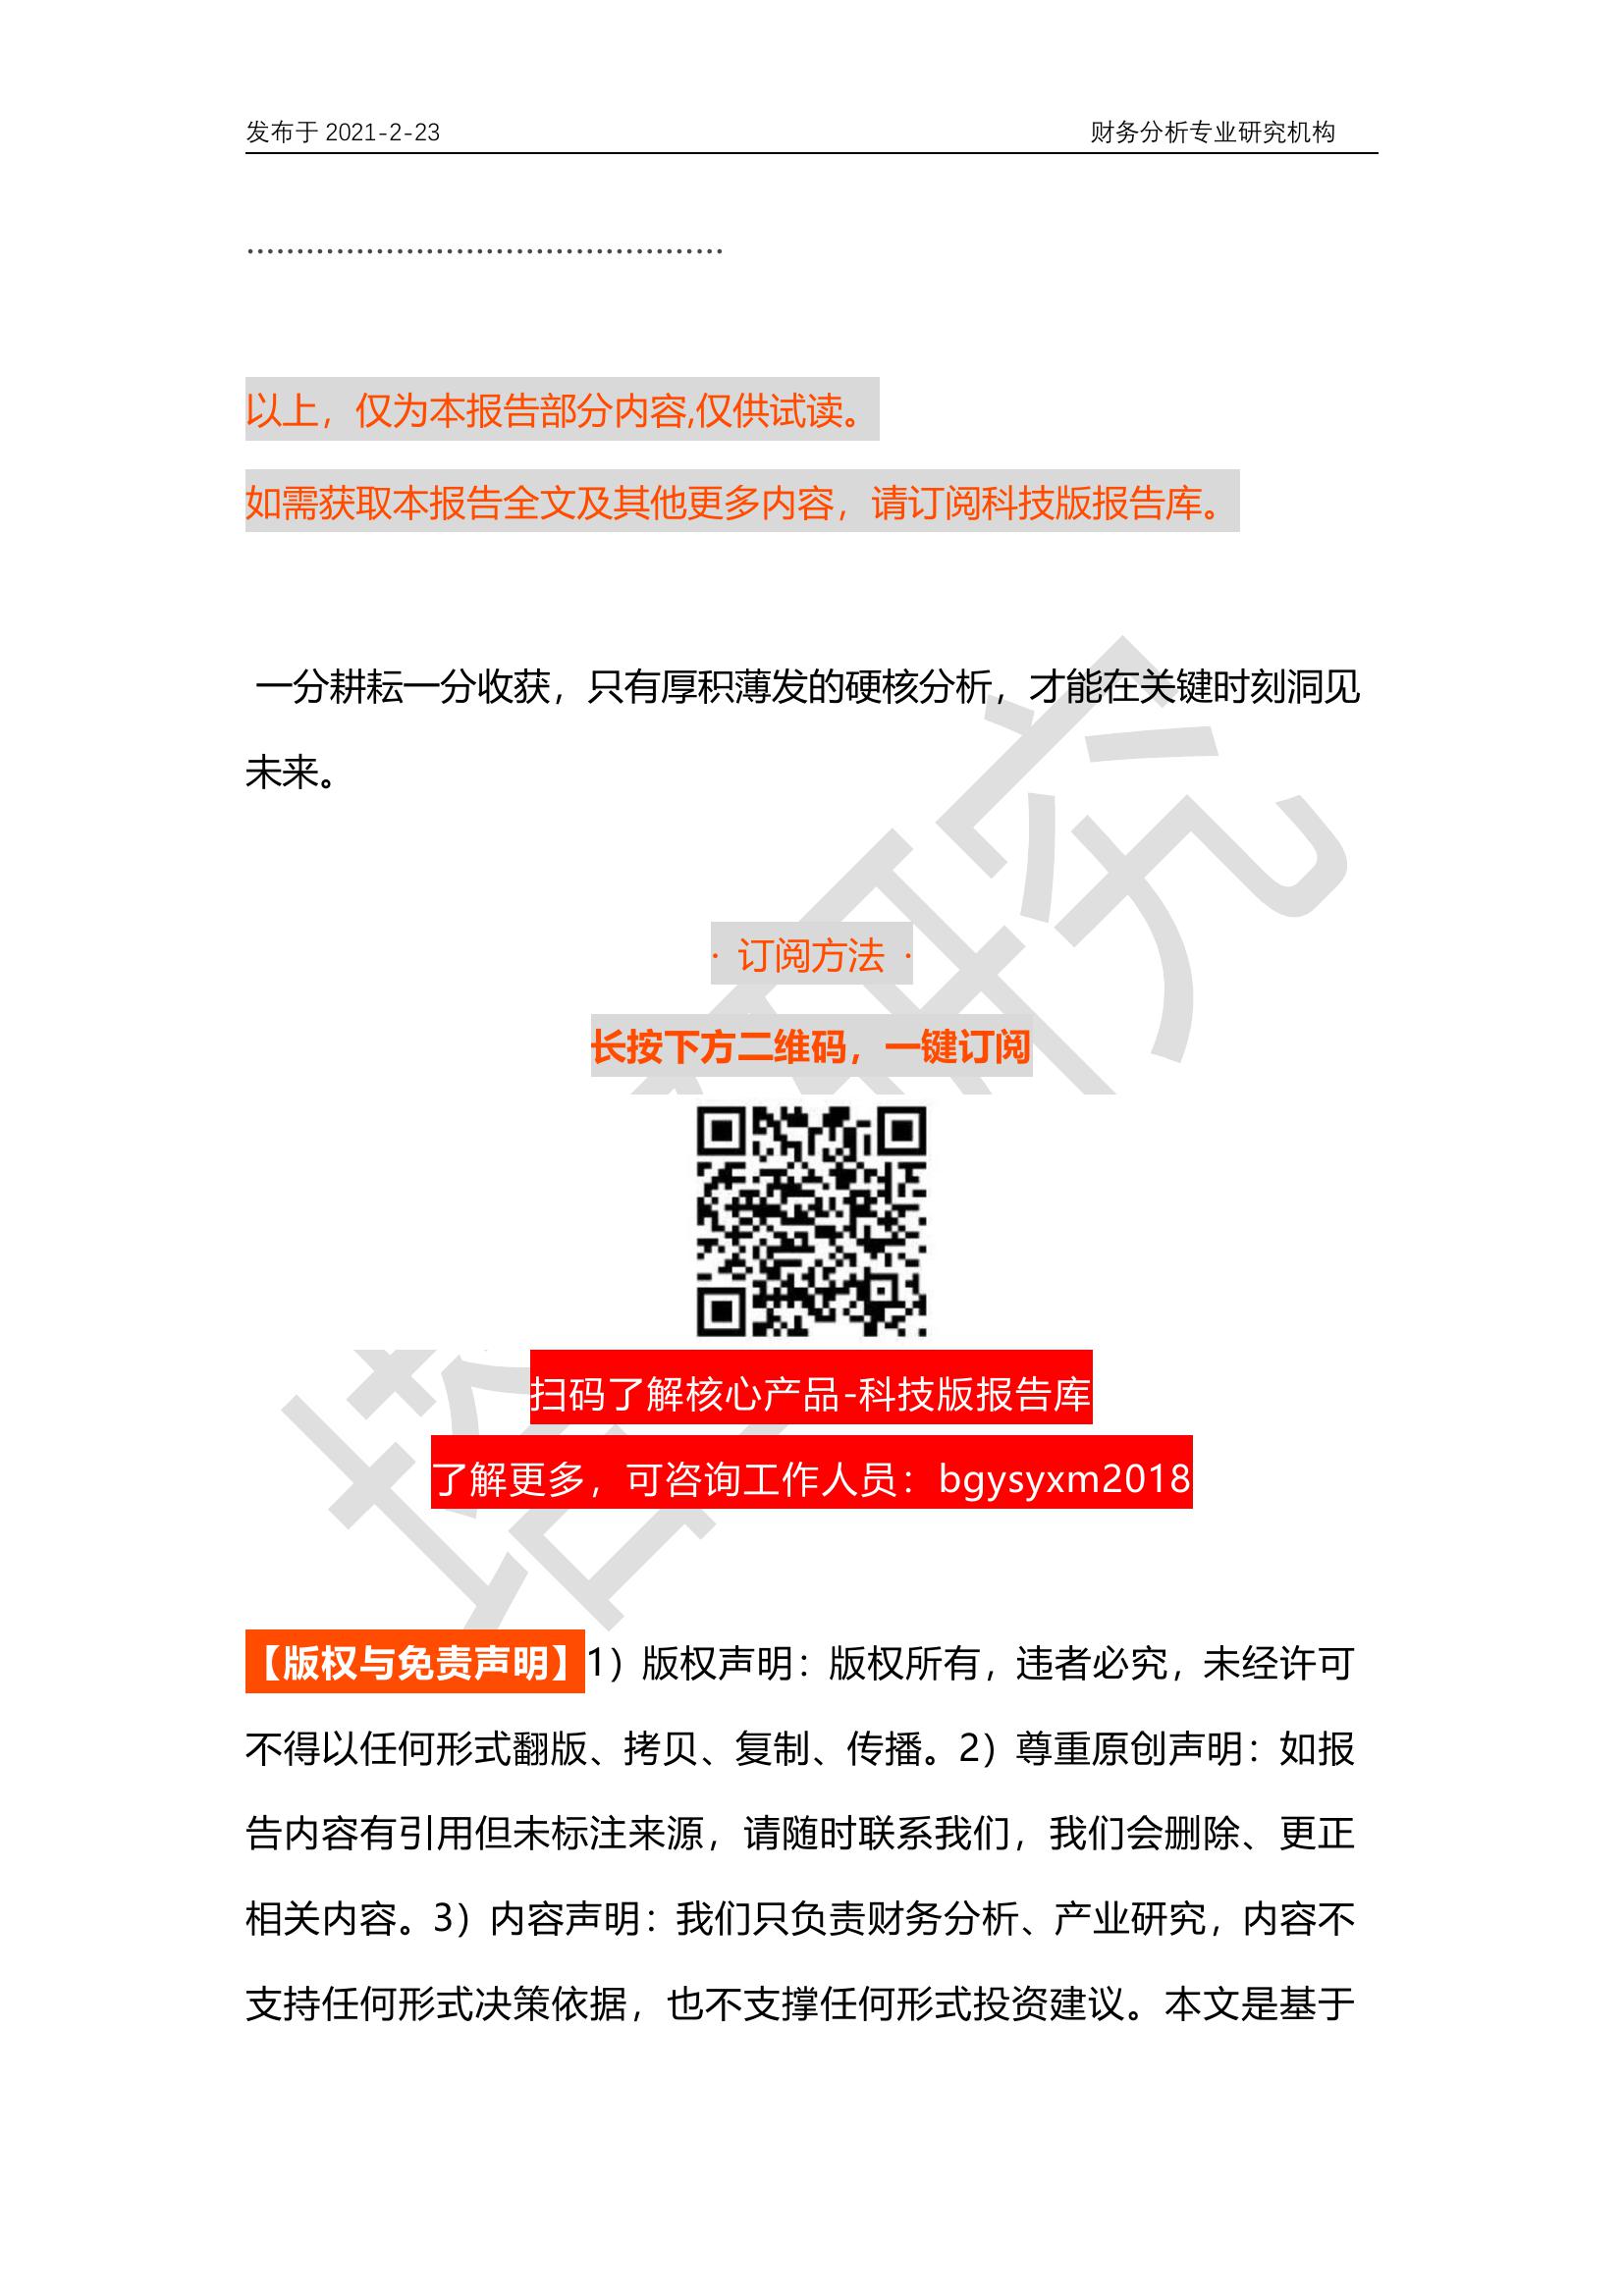 发布于 2021-2-23 财务分析专业研究机构
................................................
以上，仅为本报告部分内容,仅供试读。
如需获取本报告全文及其他更多内容，请订阅科技版报告库。
一分耕耘一分收获，只有厚积薄发的硬核分析，才能在关键时刻洞见
未来。
· 订阅方法 ·
长按下方二维码，一键订阅
扫码了解核心产品-科技版报告库
了解更多，可咨询工作人员：bgysyxm2018
【版权与免责声明】1）版权声明：版权所有，违者必究，未经许可
不得以任何形式翻版、拷贝、复制、传播。2）尊重原创声明：如报
告内容有引用但未标注来源，请随时联系我们，我们会删除、更正
相关内容。3）内容声明：我们只负责财务分析、产业研究，内容不
支持任何形式决策依据，也不支撑任何形式投资建议。本文是基于